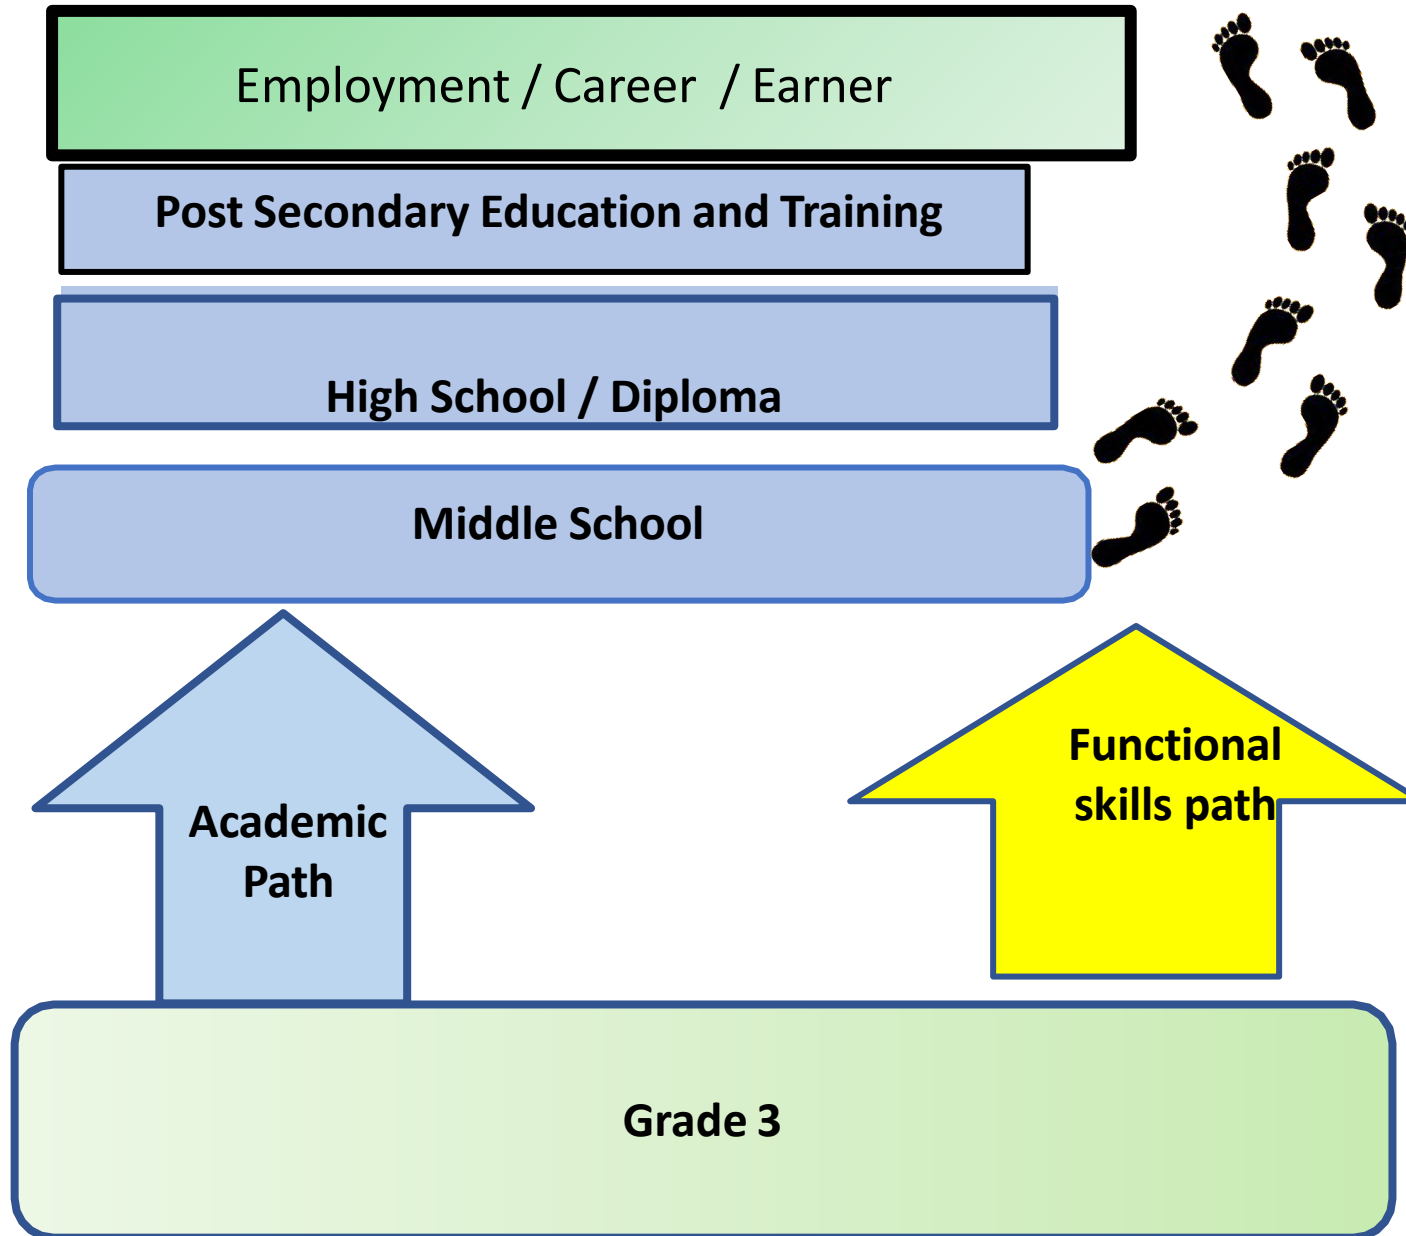 Employment / Career / Earner
Post Secondary Education and Training
High School / Diploma
Middle School
Academic
Path
Functional
skills path
Grade 3